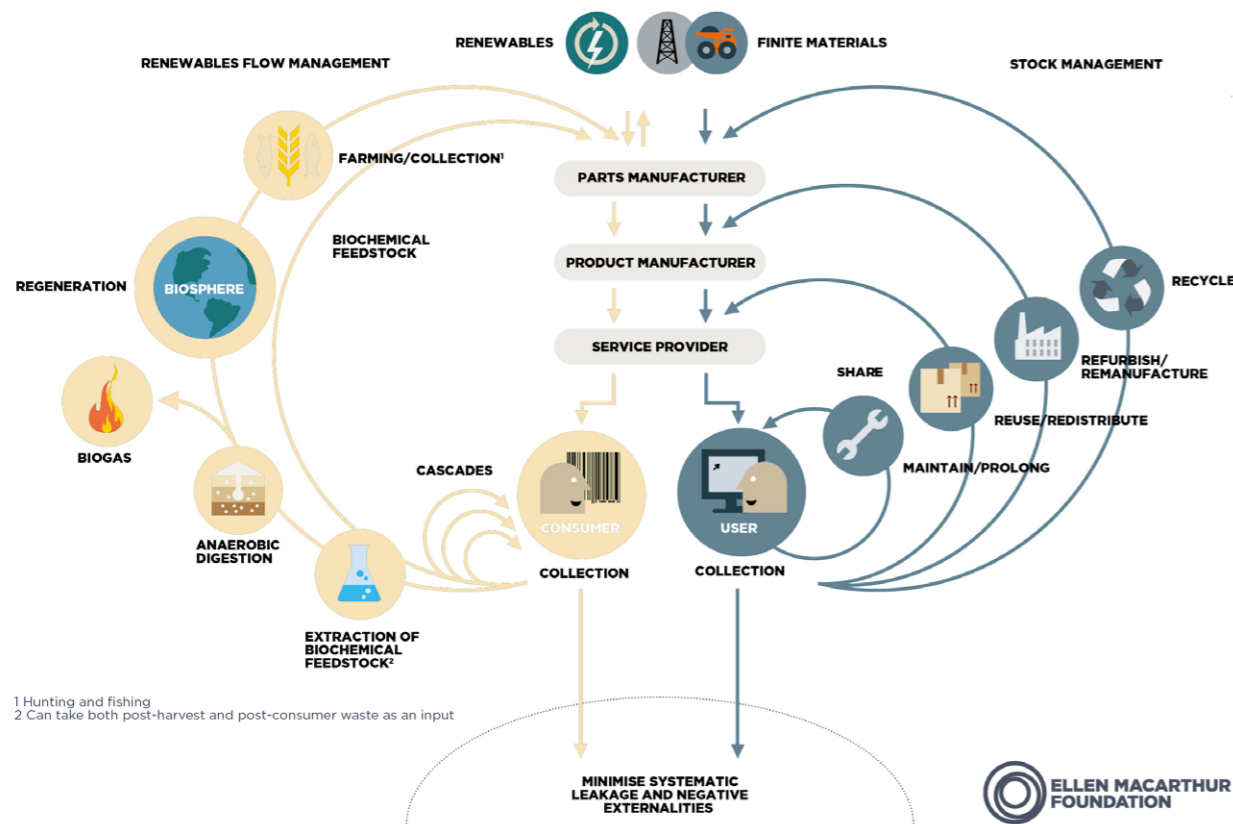 RENEWABLES
FINITE MATERIALS
RENEWABLES FLOW MANAGEMENT
STOCK MANAGEMENT
FARMING/COLLECTION¹
PARTS MANUFACTURER
BIOCHEMICAL
FEEDSTOCK
PRODUCT MANUFACTURER
REGENERATION
BIOSPHERE
RECYCLE
SERVICE PROVIDER
REFURBISH/
REMANUFACTURE
SHARE
REUSE/REDISTRIBUTE
BIOGAS
CASCADES
MAINTAIN/PROLONG
CONSUMER
USER
ANAEROBIC
DIGESTION
COLLECTION
COLLECTION
EXTRACTION OF
BIOCHEMICAL
FEEDSTOCK²
1 Hunting and fishing
2 Can take both post-harvest and post-consumer waste as an input
MINIMISE SYSTEMATIC
LEAKAGE AND NEGATIVE
EXTERNALITIES
ELLEN MACARTHUR
FOUNDATION